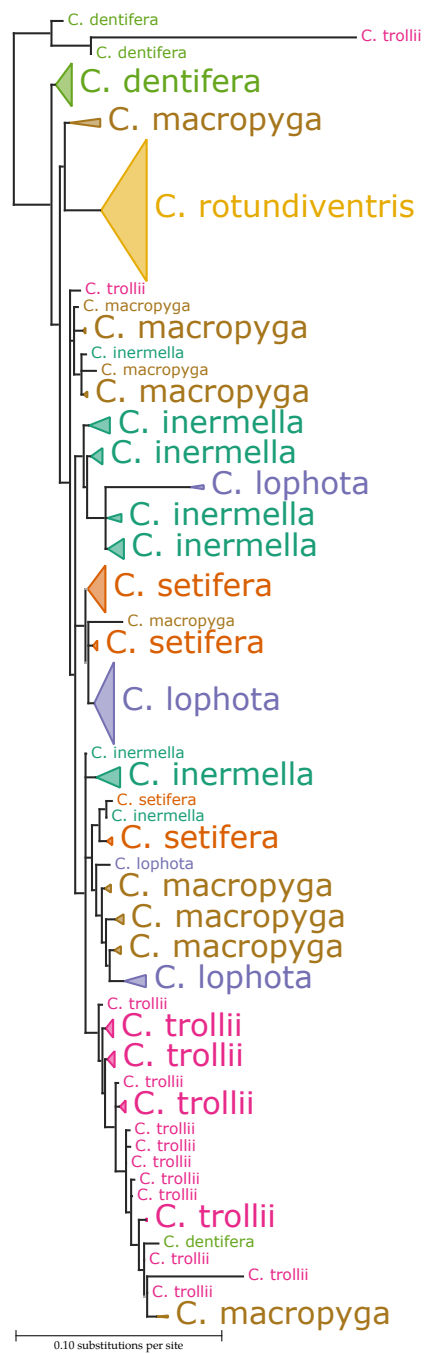 C. dentifera
C. trollii
C. dentifera
C. dentifera
C. macropyga
C. rotundiventris
C. trollii
C. macropyga
C. macropyga
C. inermella
C. macropyga
C. macropyga
C. inermella
C. inermella
C. lophota
C. inermella
C. inermella
C. setifera
C. macropyga
C. setifera
C. lophota
C. inermella
C. inermella
C. setifera
C. inermella
C. setifera
C. lophota
C. macropyga
C. macropyga
C. macropyga
C. lophota
C. trollii
C. trollii
C. trollii
C. trollii
C. trollii
C. trollii
C. trollii
C. trollii
C. trollii
C. trollii
C. trollii
C. dentifera
C. trollii
C. trollii
C. trollii
C. macropyga
0.10 substitutions per site